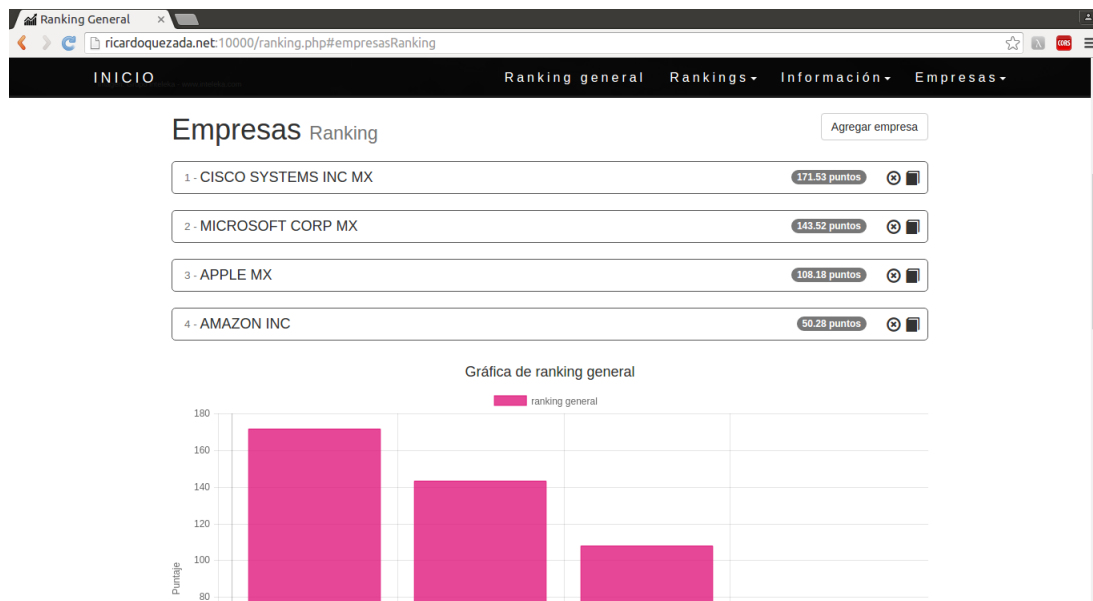 Ranking General
ricardoquezada.net:10000/ranking.php#empresasRanking
CORS
INICIO Ranking general Rankings Información Empresas
Empresas Ranking Agregar empresa
1 - CISCO SYSTEMS INC MX 171.53 puntos
2 - MICROSOFT CORP MX 143.52 puntos
3 - APPLE MX 108.18 puntos
4 - AMAZON INC 50.28 puntos
Gráfica de ranking general
ranking general
180
160
140
120
100
80
Puntaje